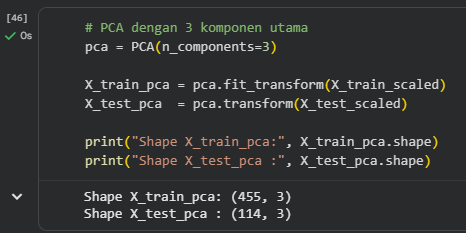 [46]
0s
# PCA dengan 3 komponen utama
pca = PCA(n_components=3)
X_train_pca = pca.fit_transform(X_train_scaled)
X_test_pca  = pca.transform(X_test_scaled)
print("Shape X_train_pca:", X_train_pca.shape)
print("Shape X_test_pca :", X_test_pca.shape)
Shape X_train_pca: (455, 3)
Shape X_test_pca : (114, 3)